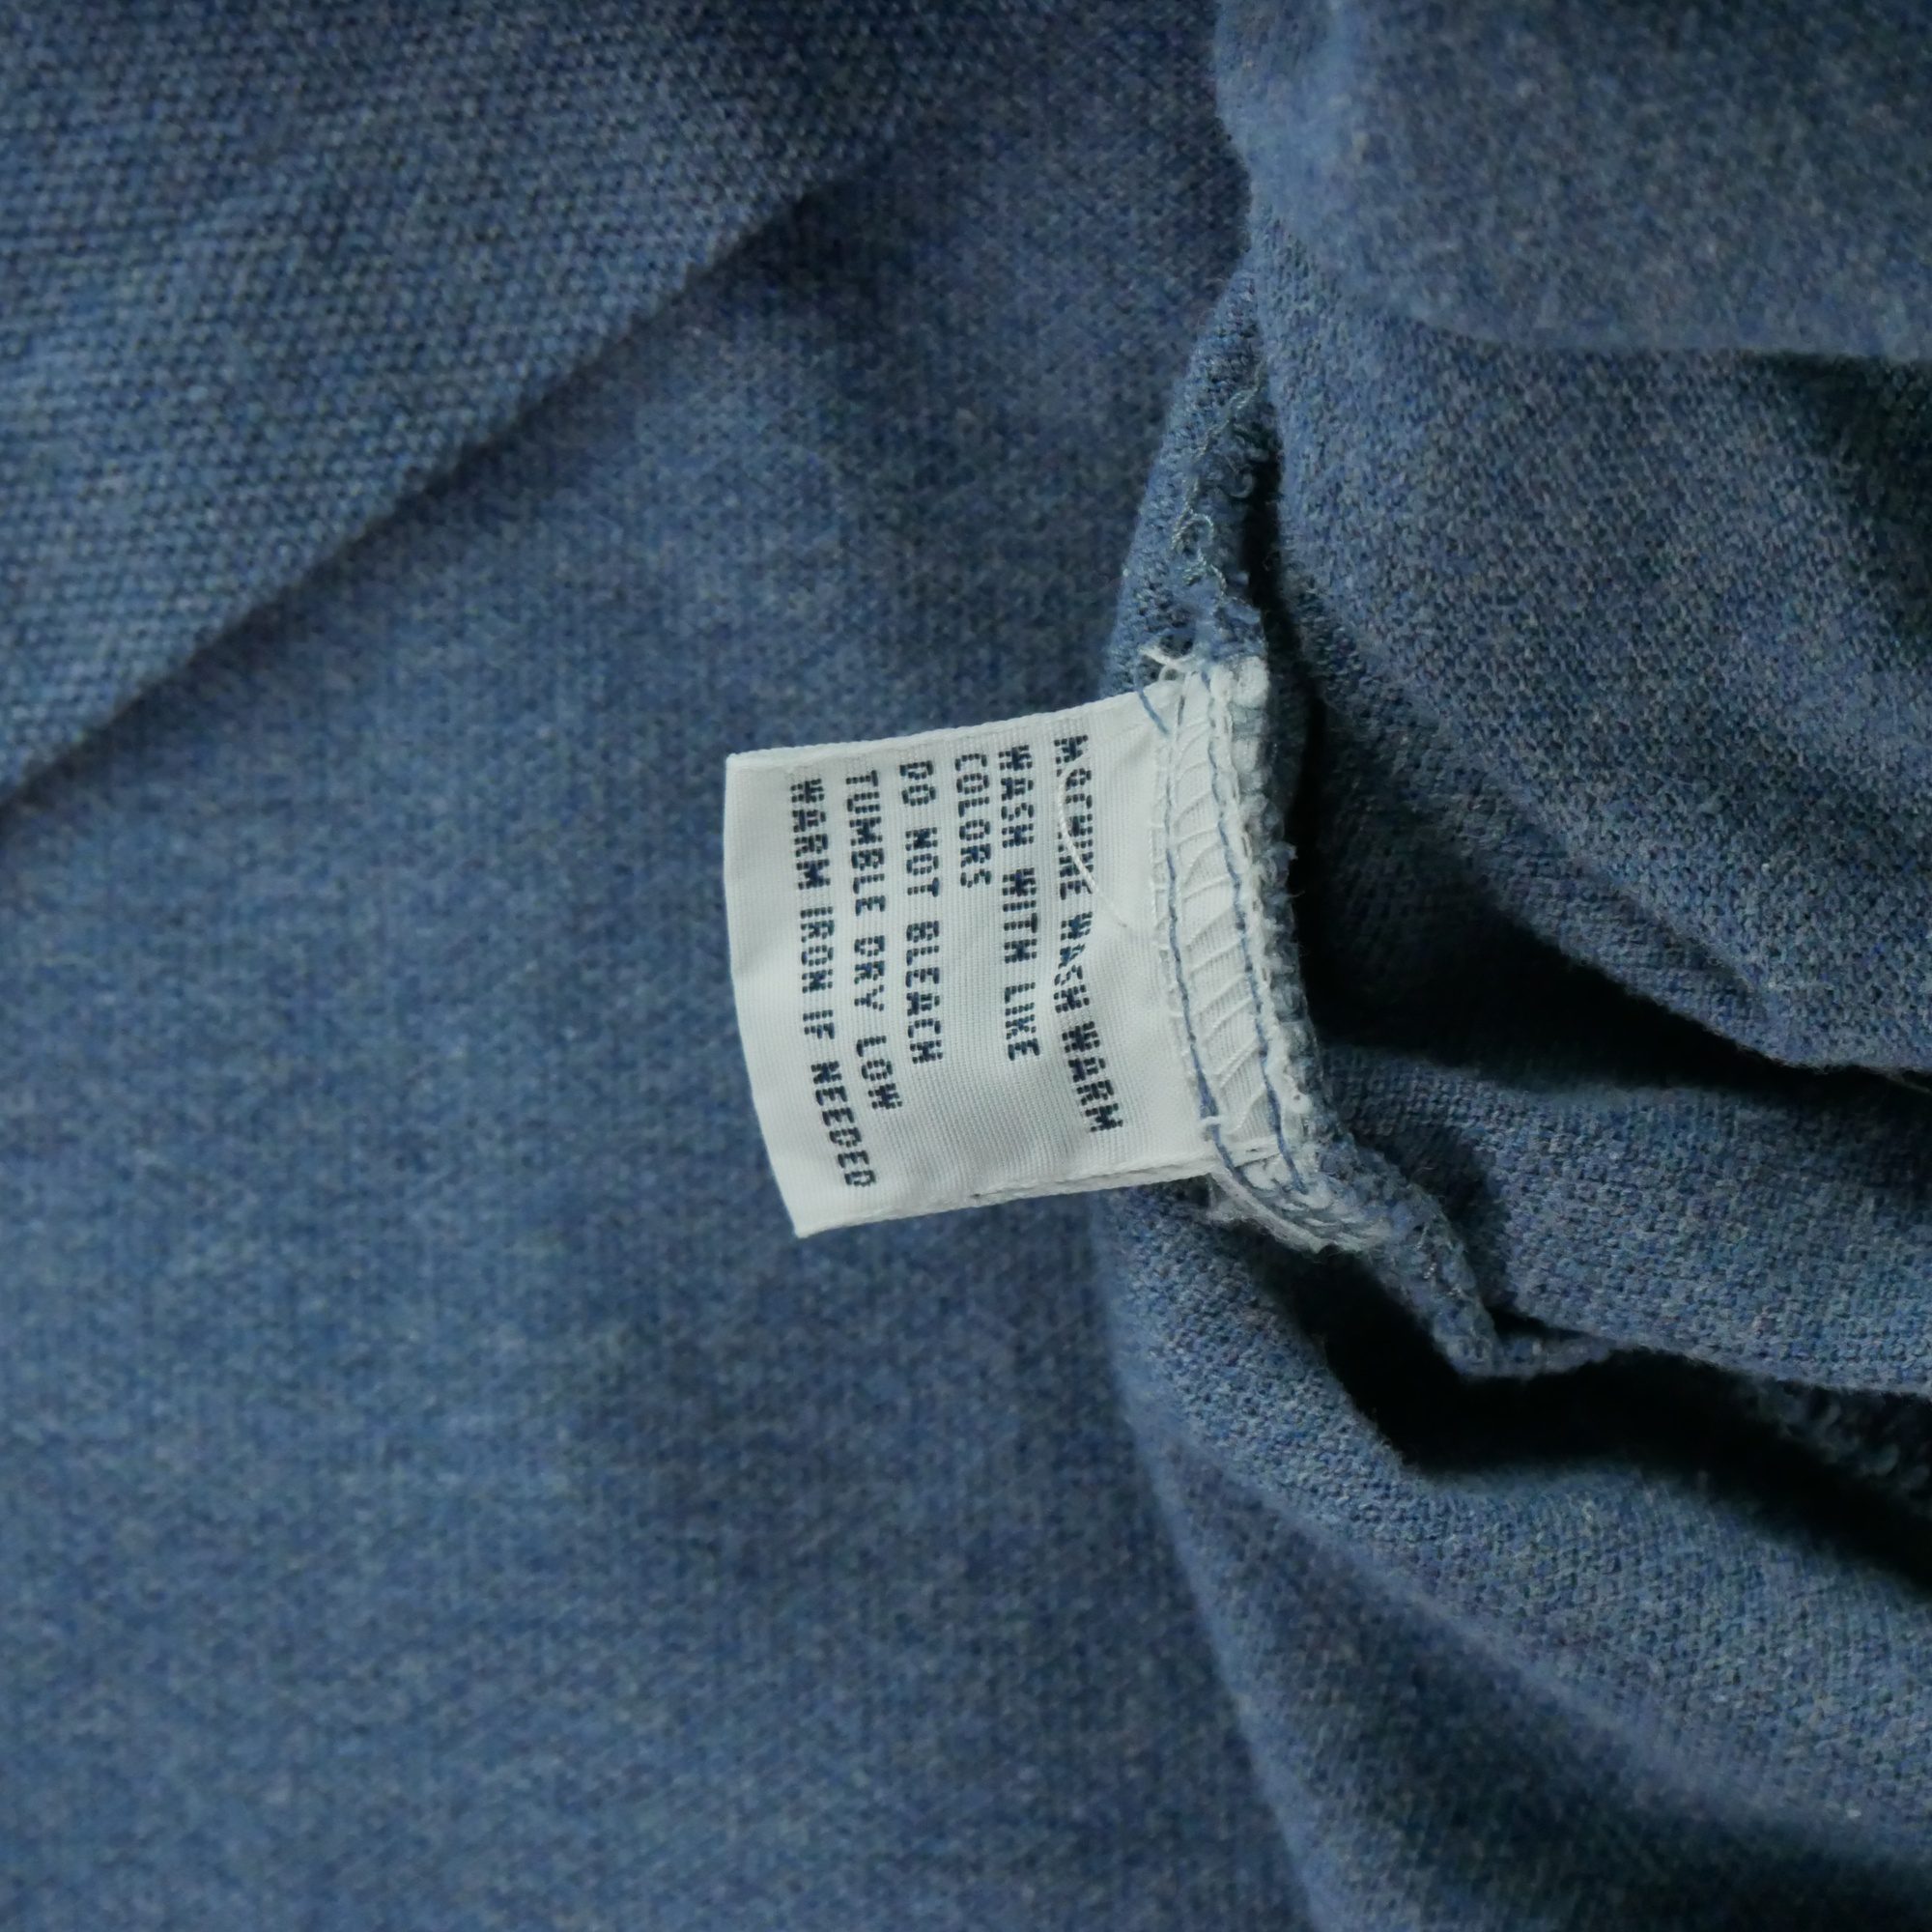 MACHINE WASH WARM
WASH WITH LIKE
COLORS
DO NOT BLEACH
TUMBLE DRY LOW
WARM IRON IF NEEDED